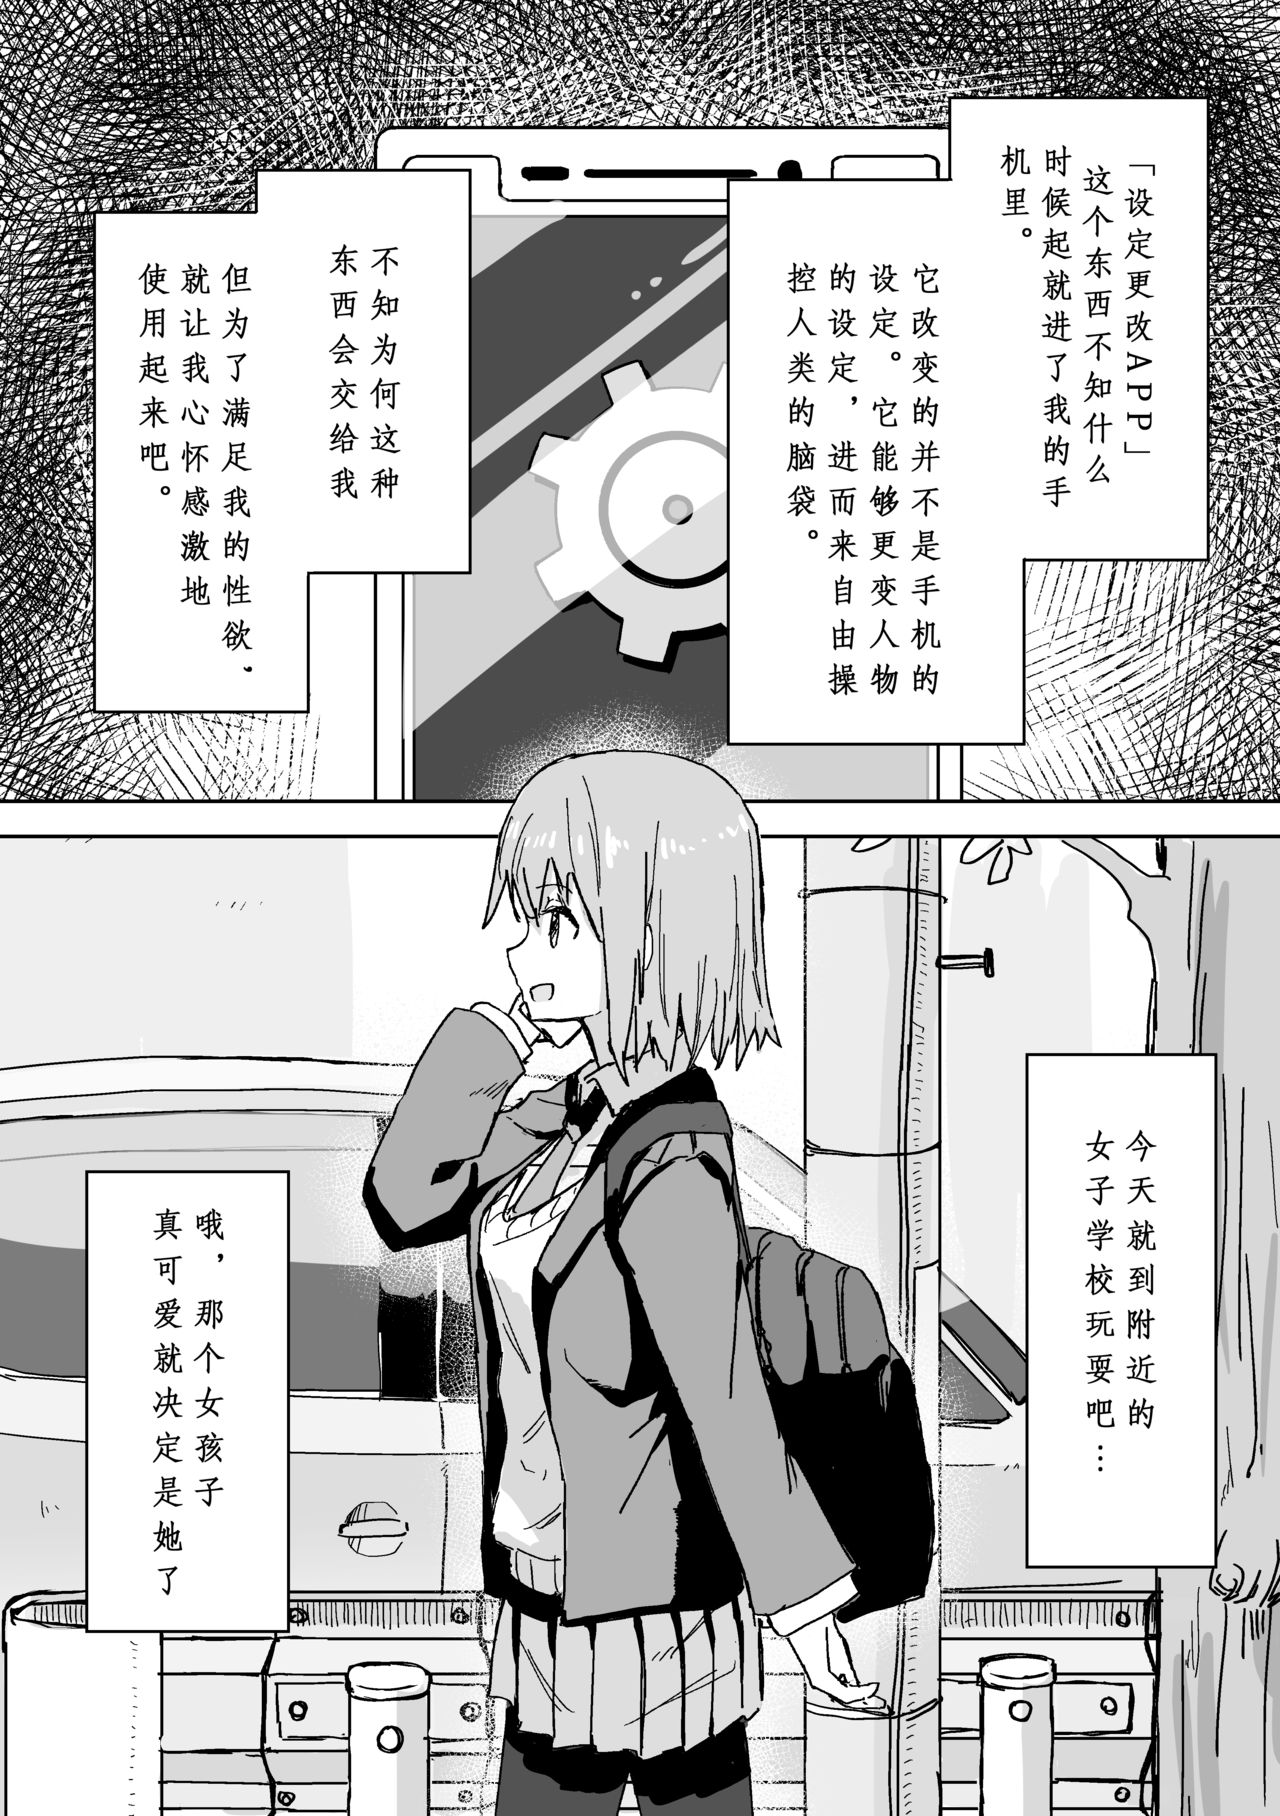 「设定更改APP」
这个东西不知什么
时候起就进了我的手
机里。
它改变的并不是手机的
设定。它能够更变人物
的设定，进而来自由操
控人类的脑袋。
不知为何这种
东西会交给我
但为了满足我的性欲，
就让我心怀感激地
使用起来吧。
今天就到附近的
女子学校玩耍吧…
哦，那个女孩子
真可爱就决定是她了